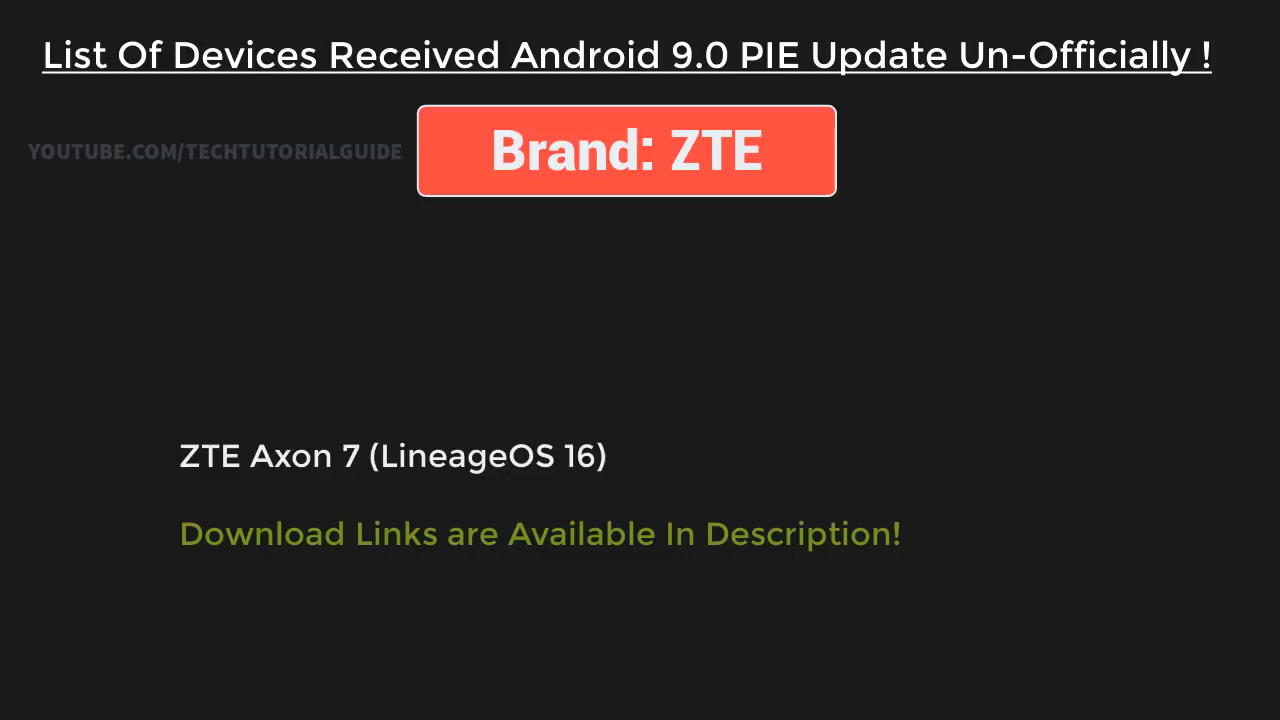 List Of Devices Received Android 9.0 PIE Update Un-Officially !
YOUTUBE.COM/TECHTUTORIALGUIDE
Brand: ZTE
ZTE Axon 7 (LineageOS 16)
Download Links are Available In Description!